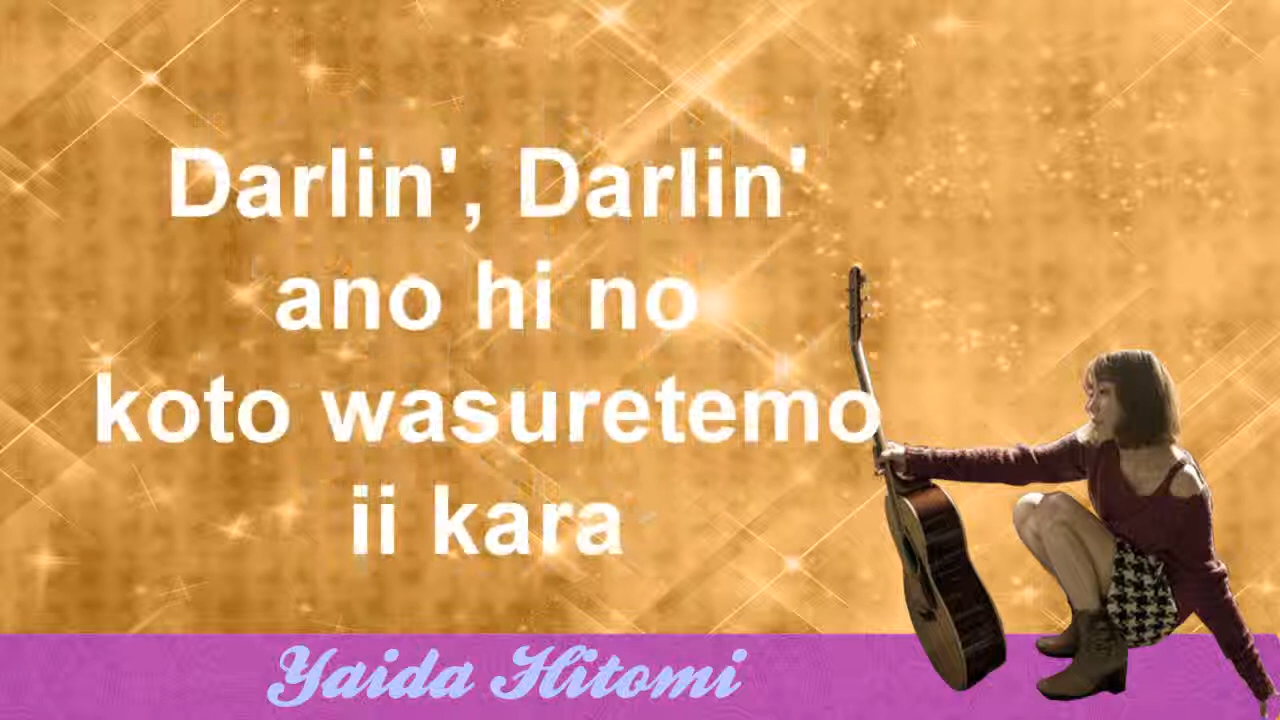 Darlin', Darlin'
ano hi no
koto wasuretemo
ii kara
Yaida Hitomi